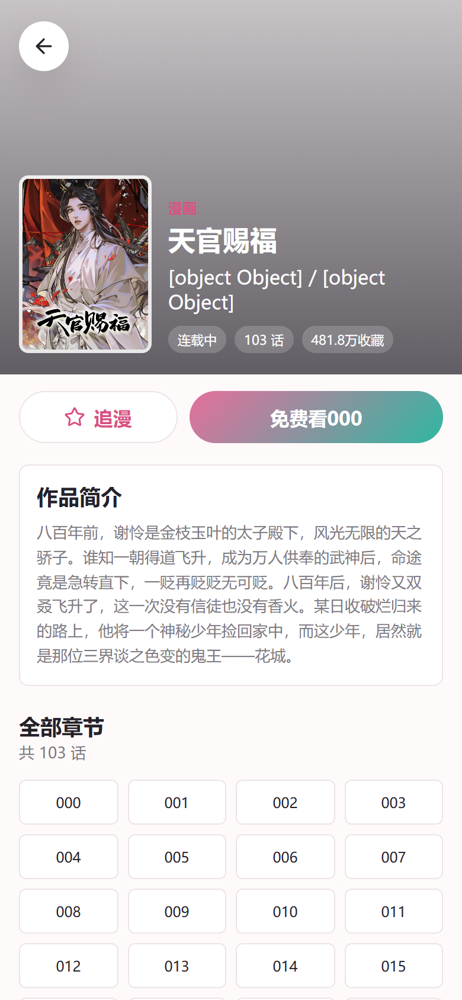 天官赐福
漫画
天官赐福
[object Object] / [object
Object]
连载中
103 话
481.8万收藏
追漫
免费看000
作品简介
八百年前，谢怜是金枝玉叶的太子殿下，风光无限的天之
骄子。谁知一朝得道飞升，成为万人供奉的武神后，命途
竟是急转直下，一贬再贬贬无可贬。八百年后，谢怜又双
叒飞升了，这一次没有信徒也没有香火。某日收破烂归来
的路上，他将一个神秘少年捡回家中，而这少年，居然就
是那位三界谈之色变的鬼王——花城。
全部章节
共 103 话
000
001
002
003
004
005
006
007
008
009
010
011
012
013
014
015